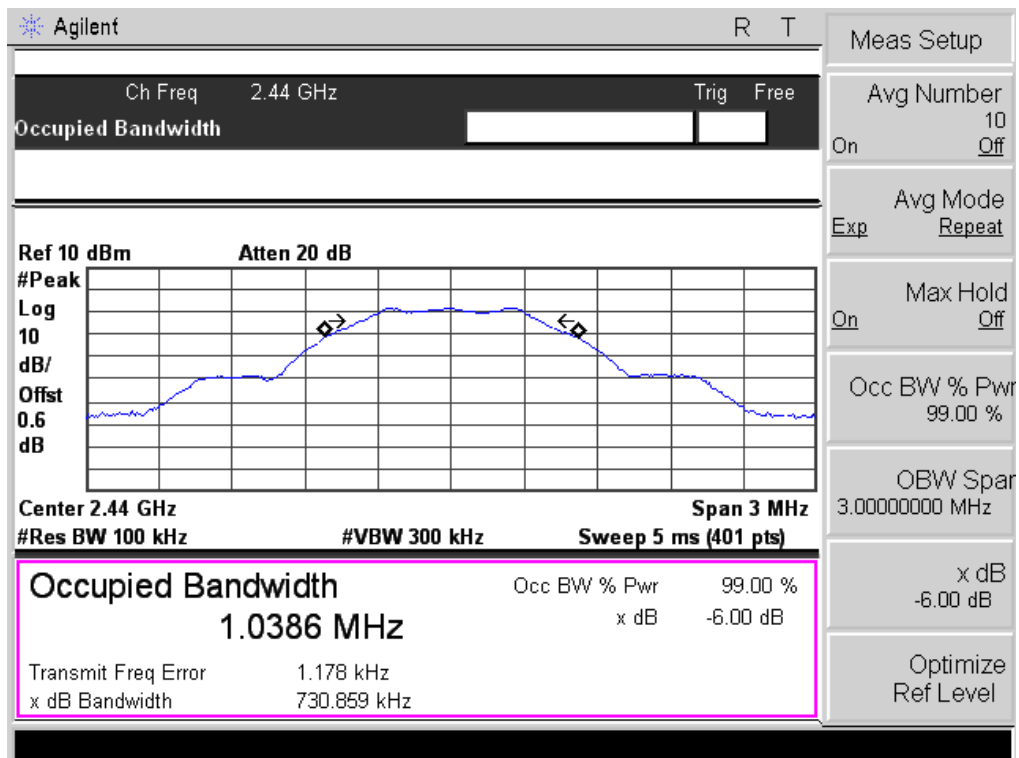 Agilent R T
Ch Freq 2.44 GHz Trig Free
Occupied Bandwidth
Ref 10 dBm Atten 20 dB
#Peak
Log
10
dB/
Offst
0.6
dB
Center 2.44 GHz Span 3 MHz
#Res BW 100 kHz #VBW 300 kHz Sweep 5 ms (401 pts)
Occupied Bandwidth Occ BW % Pwr 99.00 %
1.0386 MHz x dB -6.00 dB
Transmit Freq Error 1.178 kHz
x dB Bandwidth 730.859 kHz
Meas Setup
Avg Number
10
On Off
Avg Mode
Exp Repeat
Max Hold
On Off
Occ BW % Pwr
99.00 %
OBW Span
3.00000000 MHz
x dB
-6.00 dB
Optimize
Ref Level